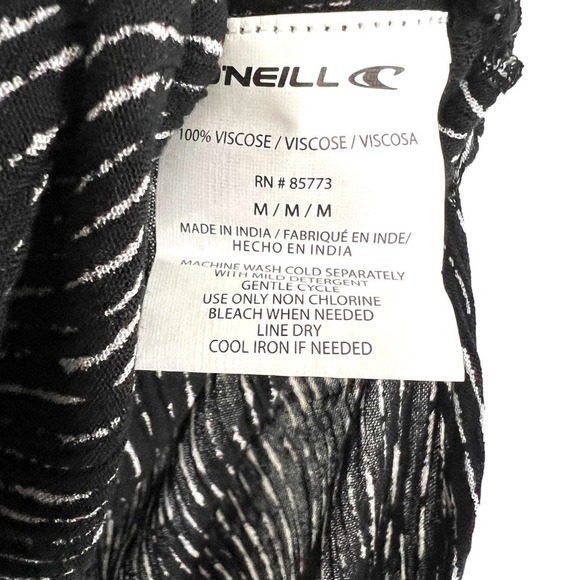 O'NEILL
100% VISCOSE / VISCOSE / VISCOSA
RN # 85773
M / M / M
MADE IN INDIA / FABRIQUÉ EN INDE/
HECHO EN INDIA
MACHINE WASH COLD SEPARATELY
WITH MILD DETERGENT
GENTLE CYCLE
USE ONLY NON CHLORINE
BLEACH WHEN NEEDED
LINE DRY
COOL IRON IF NEEDED